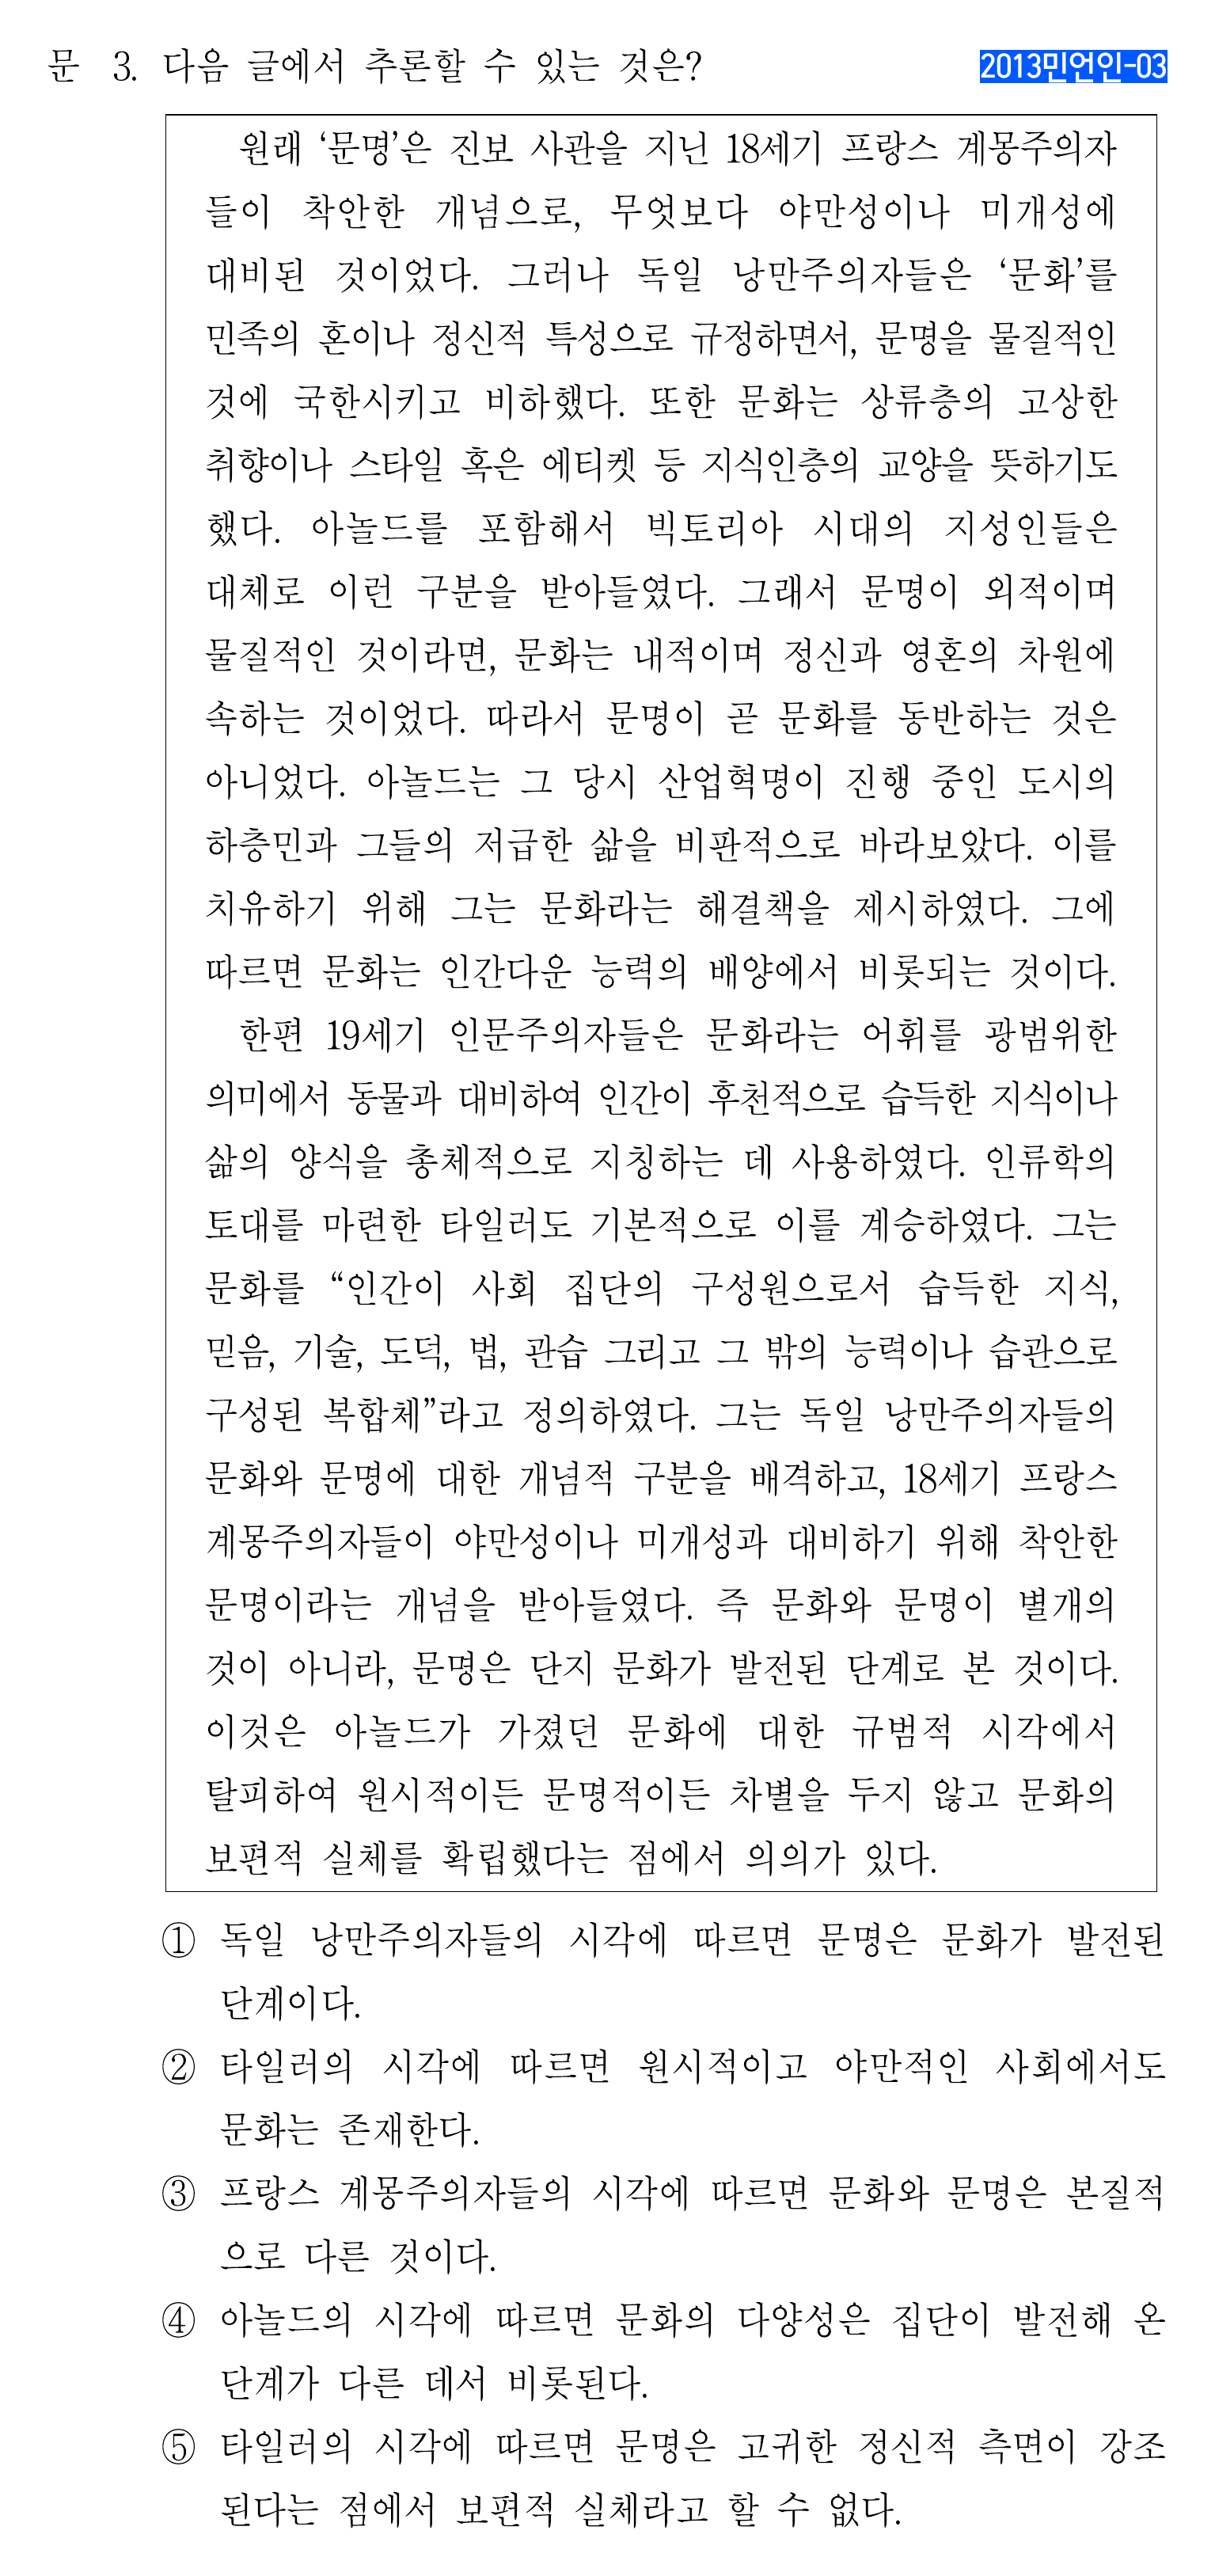 문 3. 다음 글에서 추론할 수 있는 것은?
2013민언인-03
원래 ‘문명’은 진보 사관을 지닌 18세기 프랑스 계몽주의자
들이 착안한 개념으로, 무엇보다 야만성이나 미개성에
대비된 것이었다. 그러나 독일 낭만주의자들은 ‘문화’를
민족의 혼이나 정신적 특성으로 규정하면서, 문명을 물질적인
것에 국한시키고 비하했다. 또한 문화는 상류층의 고상한
취향이나 스타일 혹은 에티켓 등 지식인층의 교양을 뜻하기도
했다. 아놀드를 포함해서 빅토리아 시대의 지성인들은
대체로 이런 구분을 받아들였다. 그래서 문명이 외적이며
물질적인 것이라면, 문화는 내적이며 정신과 영혼의 차원에
속하는 것이었다. 따라서 문명이 곧 문화를 동반하는 것은
아니었다. 아놀드는 그 당시 산업혁명이 진행 중인 도시의
하층민과 그들의 저급한 삶을 비판적으로 바라보았다. 이를
치유하기 위해 그는 문화라는 해결책을 제시하였다. 그에
따르면 문화는 인간다운 능력의 배양에서 비롯되는 것이다.
한편 19세기 인문주의자들은 문화라는 어휘를 광범위한
의미에서 동물과 대비하여 인간이 후천적으로 습득한 지식이나
삶의 양식을 총체적으로 지칭하는 데 사용하였다. 인류학의
토대를 마련한 타일러도 기본적으로 이를 계승하였다. 그는
문화를 “인간이 사회 집단의 구성원으로서 습득한 지식,
믿음, 기술, 도덕, 법, 관습 그리고 그 밖의 능력이나 습관으로
구성된 복합체”라고 정의하였다. 그는 독일 낭만주의자들의
문화와 문명에 대한 개념적 구분을 배격하고, 18세기 프랑스
계몽주의자들이 야만성이나 미개성과 대비하기 위해 착안한
문명이라는 개념을 받아들였다. 즉 문화와 문명이 별개의
것이 아니라, 문명은 단지 문화가 발전된 단계로 본 것이다.
이것은 아놀드가 가졌던 문화에 대한 규범적 시각에서
탈피하여 원시적이든 문명적이든 차별을 두지 않고 문화의
보편적 실체를 확립했다는 점에서 의의가 있다.
① 독일 낭만주의자들의 시각에 따르면 문명은 문화가 발전된
단계이다.
② 타일러의 시각에 따르면 원시적이고 야만적인 사회에서도
문화는 존재한다.
③ 프랑스 계몽주의자들의 시각에 따르면 문화와 문명은 본질적
으로 다른 것이다.
④ 아놀드의 시각에 따르면 문화의 다양성은 집단이 발전해 온
단계가 다른 데서 비롯된다.
⑤ 타일러의 시각에 따르면 문명은 고귀한 정신적 측면이 강조
된다는 점에서 보편적 실체라고 할 수 없다.